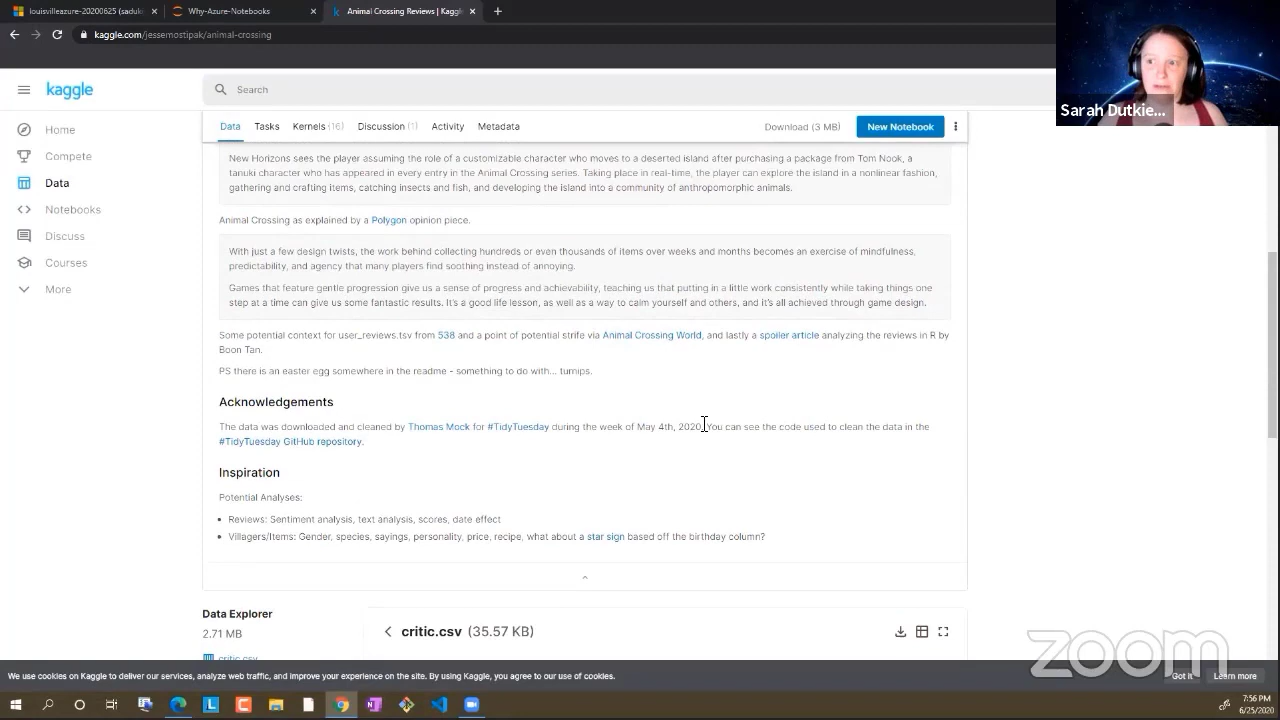 louisvilleazure-20200625 (saduki
Why-Azure-Notebooks
Animal Crossing Reviews | Kaggle
kaggle.com/jessemostipak/animal-crossing
Sarah Dutkie...
kaggle
Search
Home
Compete
Data
Notebooks
Discuss
Courses
More
Data Tasks Kernels (16) Discussion (1) Activity Metadata Download (3 MB) New Notebook
New Horizons sees the player assuming the role of a customizable character who moves to a deserted island after purchasing a package from Tom Nook, a
tanuki character who has appeared in every entry in the Animal Crossing series. Taking place in real-time, the player can explore the island in a nonlinear fashion,
gathering and crafting items, catching insects and fish, and developing the island into a community of anthropomorphic animals.
Animal Crossing as explained by a Polygon opinion piece.
With just a few design twists, the work behind collecting hundreds or even thousands of items over weeks and months becomes an exercise of mindfulness,
predictability, and agency that many players find soothing instead of annoying.
Games that feature gentle progression give us a sense of progress and achievability, teaching us that putting in a little work consistently while taking things one
step at a time can give us some fantastic results. It's a good life lesson, as well as a way to calm yourself and others, and it's all achieved through game design.
Some potential context for user_reviews.tsv from 538 and a point of potential strife via Animal Crossing World, and lastly a spoiler article analyzing the reviews in R by
Boon Tan.
PS there is an easter egg somewhere in the readme - something to do with... turnips.
Acknowledgements
The data was downloaded and cleaned by Thomas Mock for #TidyTuesday during the week of May 4th, 2020. You can see the code used to clean the data in the
#TidyTuesday GitHub repository.
Inspiration
Potential Analyses:
Reviews: Sentiment analysis, text analysis, scores, date effect
Villagers/Items: Gender, species, sayings, personality, price, recipe, what about a star sign based off the birthday column?
Data Explorer
2.71 MB
critic.csv
critic.csv (35.57 KB)
zoom
We use cookies on Kaggle to deliver our services, analyze web traffic, and improve your experience on the site. By using Kaggle, you agree to our use of cookies.
Got it
Learn more
7:56 PM
6/25/2020